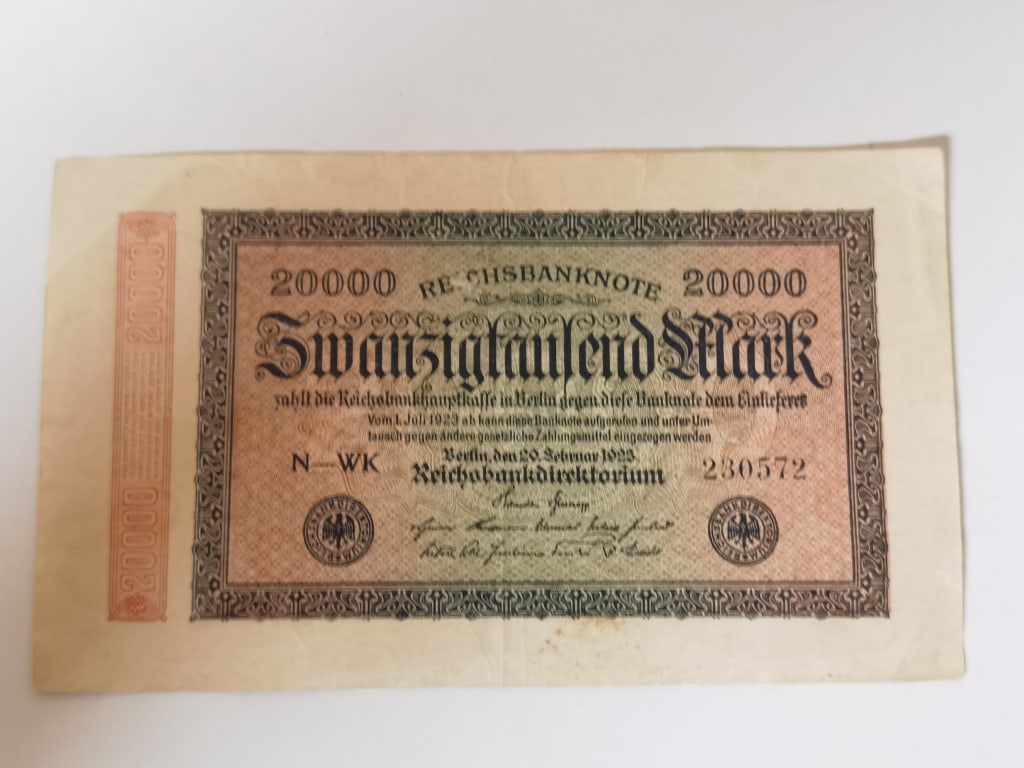 20000
20000
20000 REICHSBANKNOTE 20000
Zwanzigtausend Mark
zahlt die Reichsbankhauptkasse in Berlin gegen diese Banknote dem Einlieferer
Vom 1. Juli 1923 ab kann diese Banknote aufgerufen und unter Um-
tausch gegen andere gesetzliche Zahlungsmittel eingezogen werden
Berlin, den 20. Februar 1923
N—WK Reichsbankdirektorium 230572